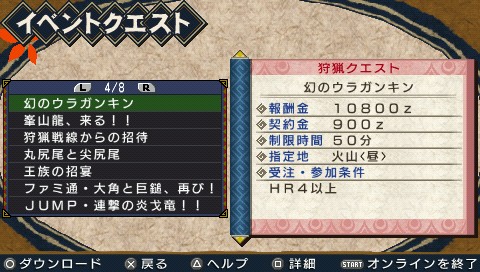 イベントクエスト
L 4/8 R
幻のウラガンキン
峯山龍、来る！！
狩猟戦線からの招待
丸尻尾と尖尻尾
王族の招宴
ファミ通・大角と巨鎚、再び！
ＪＵＭＰ・連撃の炎戈竜！！
狩猟クエスト
幻のウラガンキン
報酬金 １０８００ｚ
契約金 ９００ｚ
制限時間 ５０分
指定地 火山<昼>
受注・参加条件
ＨＲ４以上
○ダウンロード ×戻る △ヘルプ □詳細 START オンラインを終了